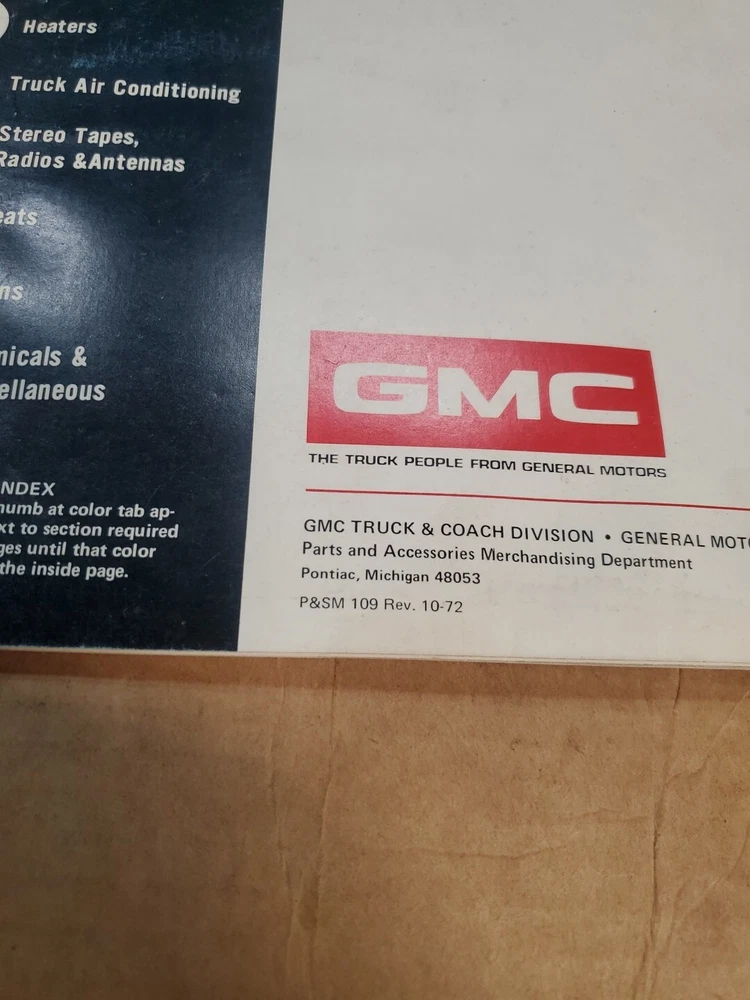 Heaters
Truck Air Conditioning
Stereo Tapes,
Radios &Antennas
eats
ns
nicals &
ellaneous
NDEX
humb at color tab ap-
xt to section required
ges until that color
the inside page.
GMC
THE TRUCK PEOPLE FROM GENERAL MOTORS
GMC TRUCK & COACH DIVISION • GENERAL MOTO
Parts and Accessories Merchandising Department
Pontiac, Michigan 48053
P&SM 109 Rev. 10-72